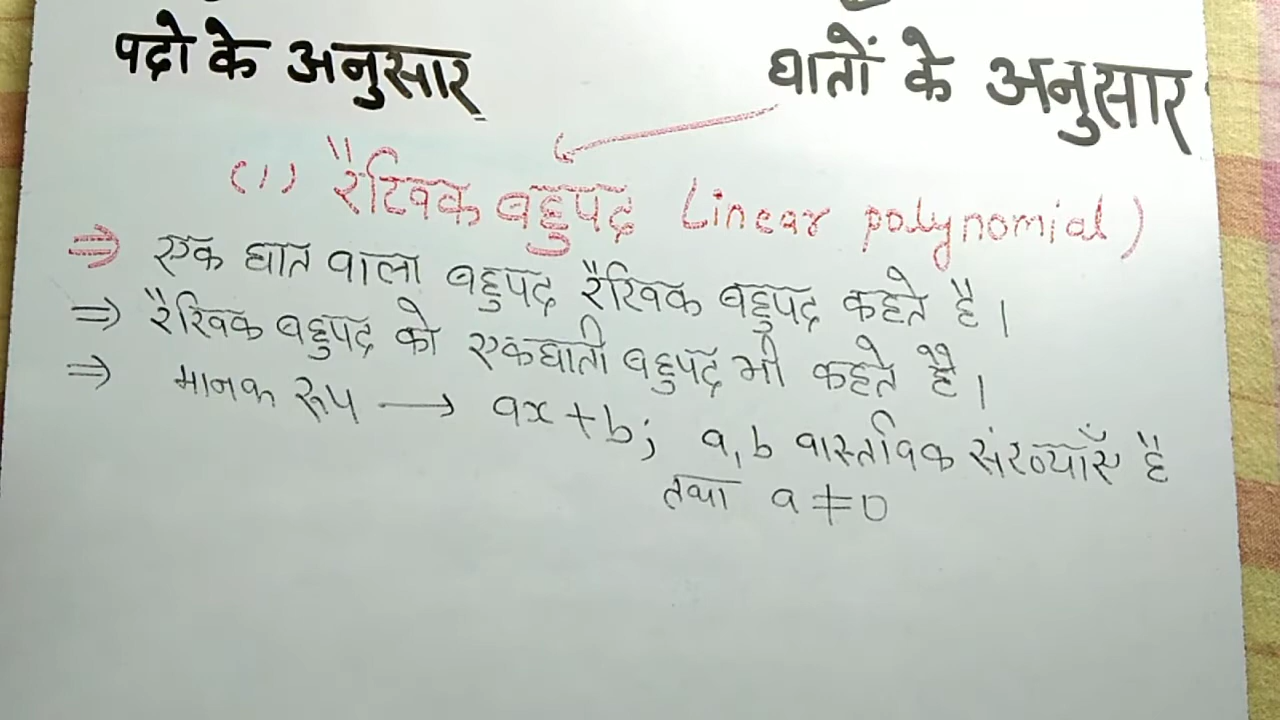 पदो के अनुसार
घातों के अनुसार
(1) रैखिक बहुपद (Linear polynomial)
⇒ एक घात वाला बहुपद रैखिक बहुपद कहते है।
⇒ रैखिक बहुपद को एकघाती बहुपद भी कहते है।
⇒ मानक रूप → ax + b; a, b वास्तविक संख्याएँ है
तथा a ≠ 0